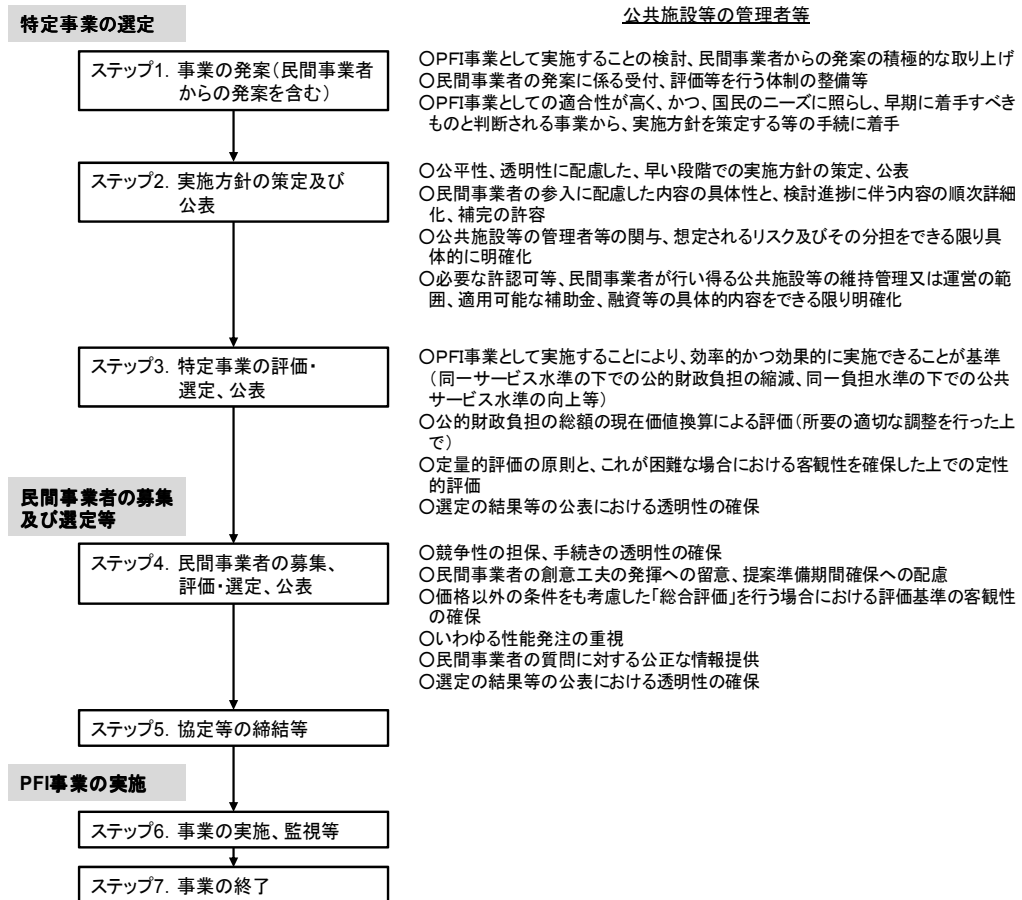 公共施設等の管理者等
特定事業の選定
ステップ1. 事業の発案(民間事業者
からの発案を含む)
〇PFI事業として実施することの検討、民間事業者からの発案の積極的な取り上げ
〇民間事業者の発案に係る受付、評価等を行う体制の整備等
〇PFI事業としての適合性が高く、かつ、国民のニーズに照らし、早期に着手すべき
ものと判断される事業から、実施方針を策定する等の手続に着手
ステップ2. 実施方針の策定及び
公表
〇公平性、透明性に配慮した、早い段階での実施方針の策定、公表
〇民間事業者の参入に配慮した内容の具体性と、検討進捗に伴う内容の順次詳細
化、補完の許容
〇公共施設等の管理者等の関与、想定されるリスク及びその分担をできる限り具
体的に明確化
〇必要な許認可等、民間事業者が行い得る公共施設等の維持管理又は運営の範
囲、適用可能な補助金、融資等の具体的内容をできる限り明確化
ステップ3. 特定事業の評価・
選定、公表
〇PFI事業として実施することにより、効率的かつ効果的に実施できることが基準
(同一サービス水準の下での公的財政負担の縮減、同一負担水準の下での公共
サービス水準の向上等)
〇公的財政負担の総額の現在価値換算による評価(所要の適切な調整を行った上
で)
〇定量的評価の原則と、これが困難な場合における客観性を確保した上での定性
的評価
〇選定の結果等の公表における透明性の確保
民間事業者の募集
及び選定等
ステップ4. 民間事業者の募集、
評価・選定、公表
〇競争性の担保、手続きの透明性の確保
〇民間事業者の創意工夫の発揮への留意、提案準備期間確保への配慮
〇価格以外の条件をも考慮した「総合評価」を行う場合における評価基準の客観性
の確保
〇いわゆる性能発注の重視
〇民間事業者の質問に対する公正な情報提供
〇選定の結果等の公表における透明性の確保
ステップ5. 協定等の締結等
PFI事業の実施
ステップ6. 事業の実施、監視等
ステップ7. 事業の終了